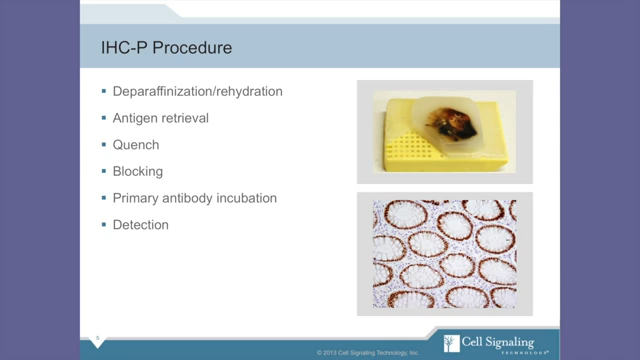 IHC-P Procedure
Deparaffinization/rehydration
Antigen retrieval
Quench
Blocking
Primary antibody incubation
Detection
5
© 2013 Cell Signaling Technology, Inc.
Cell Signaling
TECHNOLOGY®